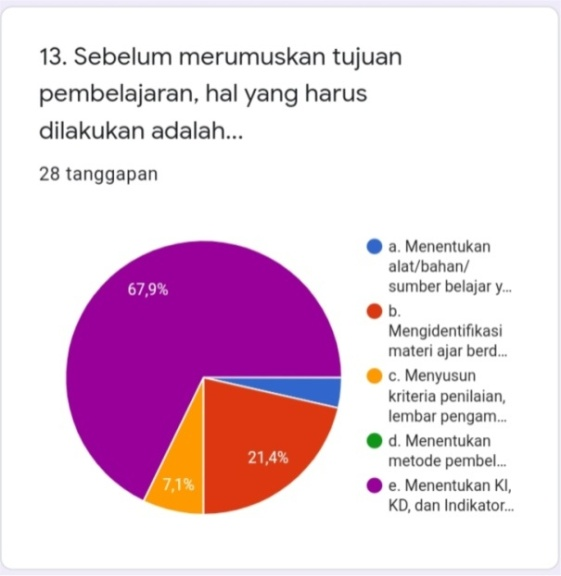 13. Sebelum merumuskan tujuan
pembelajaran, hal yang harus
dilakukan adalah...
28 tanggapan
67,9%
21,4%
7,1%
a. Menentukan
alat/bahan/
sumber belajar y...
b.
Mengidentifikasi
materi ajar berd...
c. Menyusun
kriteria penilaian,
lembar pengam...
d. Menentukan
metode pembel...
e. Menentukan KI,
KD, dan Indikator...